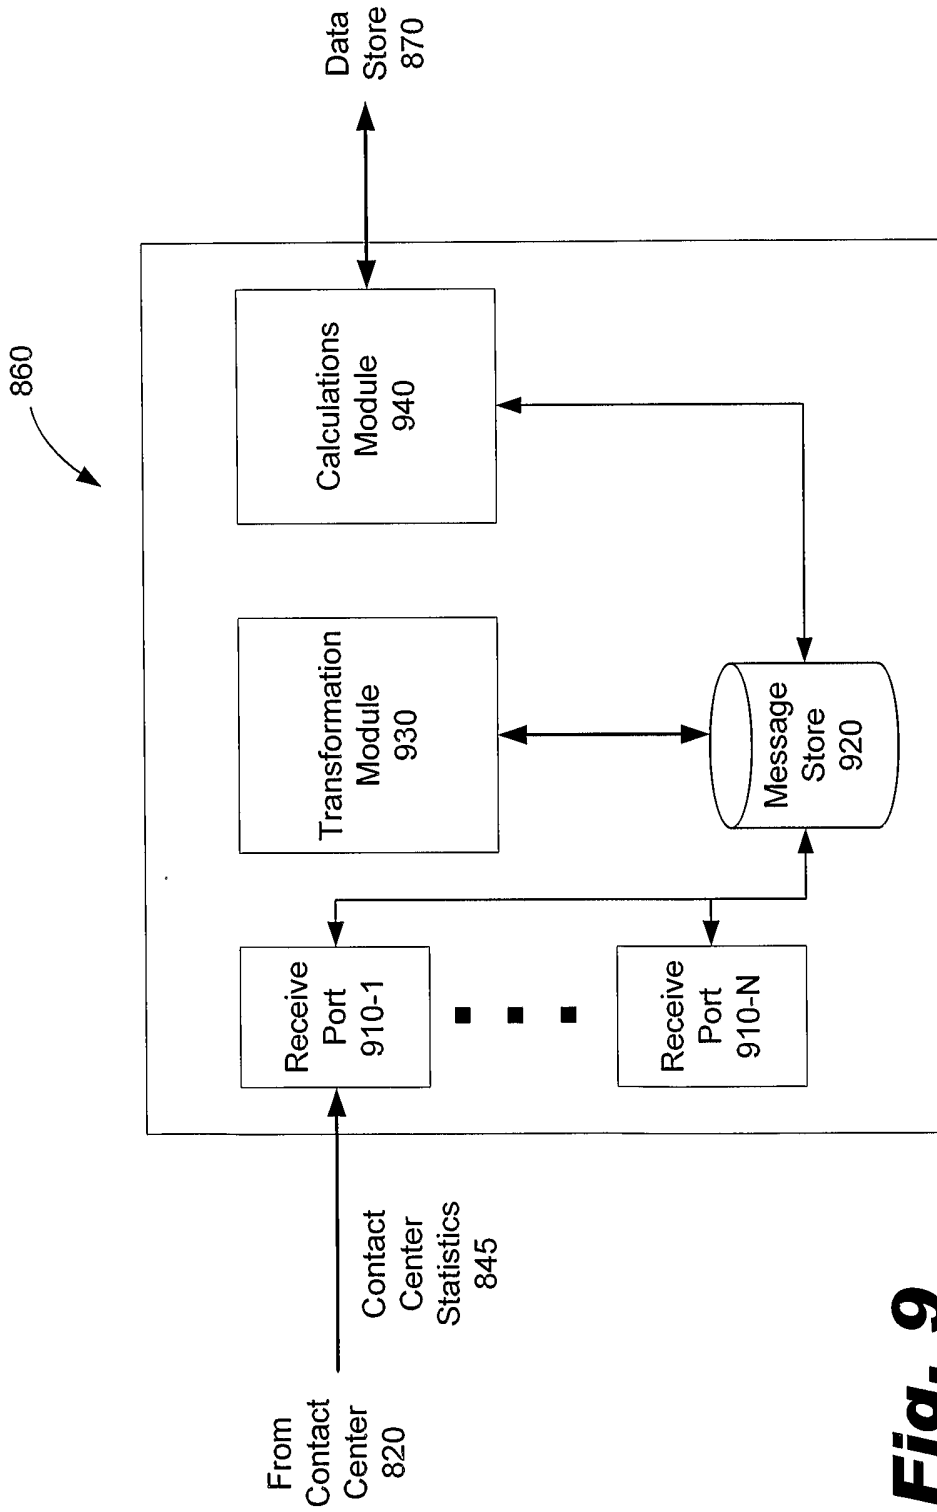 860
From
Contact
Center
820
Contact
Center
Statistics
845
Receive
Port
910-1
Receive
Port
910-N
Transformation
Module
930
Message
Store
920
Calculations
Module
940
Data
Store
870
Fig. 9